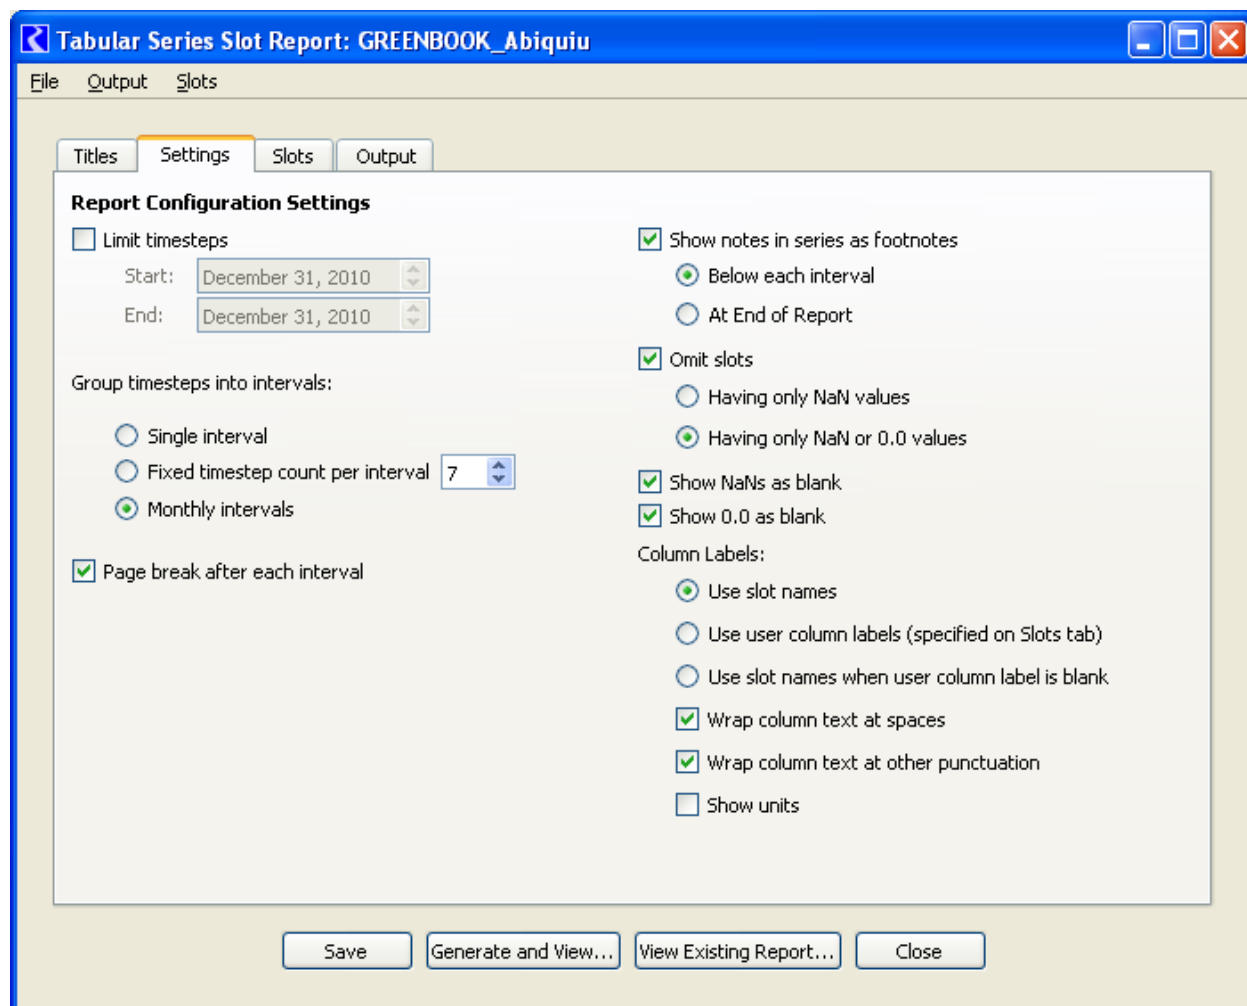 Tabular Series Slot Report: GREENBOOK_Abiquiu
File Output Slots
Titles Settings Slots Output
Report Configuration Settings
Limit timesteps
Start: December 31, 2010
End: December 31, 2010
Group timesteps into intervals:
Single interval
Fixed timestep count per interval 7
Monthly intervals
Page break after each interval
Show notes in series as footnotes
Below each interval
At End of Report
Omit slots
Having only NaN values
Having only NaN or 0.0 values
Show NaNs as blank
Show 0.0 as blank
Column Labels:
Use slot names
Use user column labels (specified on Slots tab)
Use slot names when user column label is blank
Wrap column text at spaces
Wrap column text at other punctuation
Show units
Save Generate and View... View Existing Report... Close